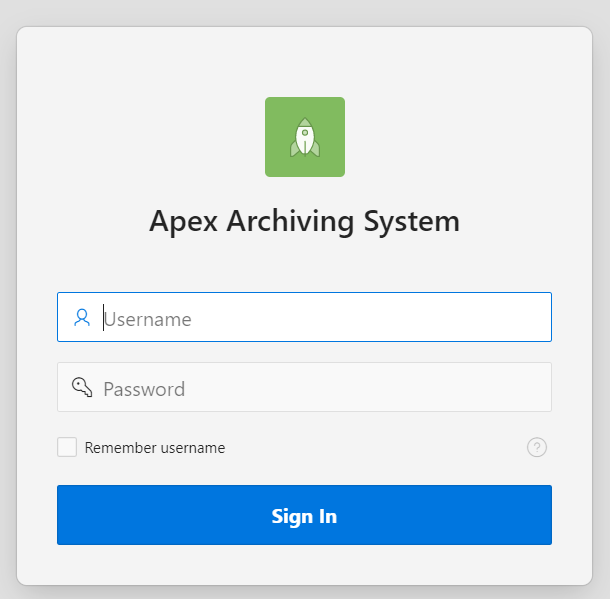 Apex Archiving System
Username
Password
Remember username
?
Sign In